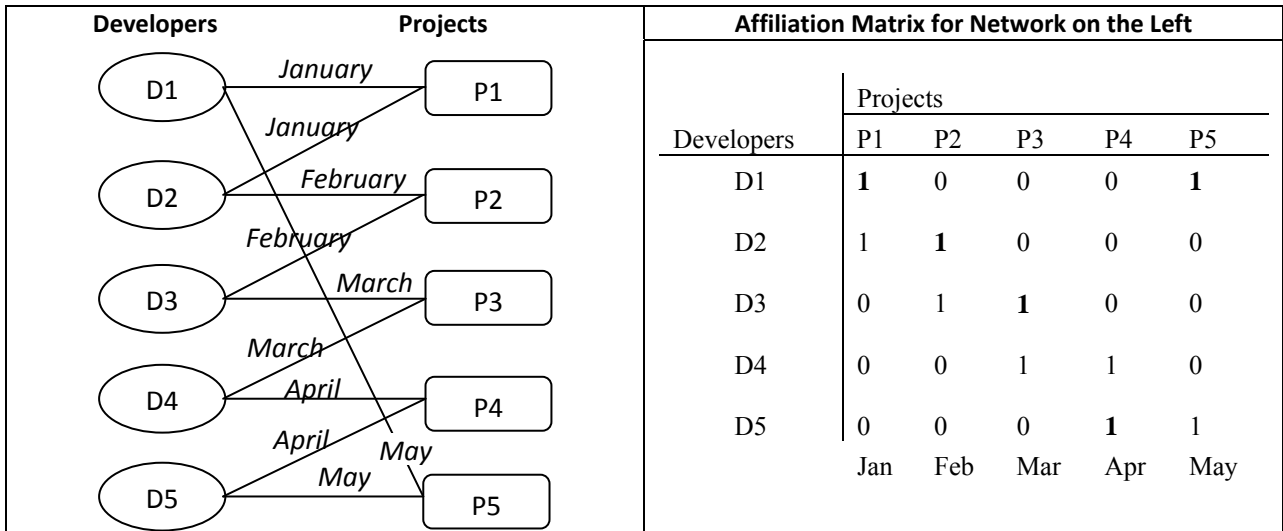 Developers Projects
January
D1 P1
January
February
D2 P2
February
March
D3 P3
March
April
D4 P4
April
May
May
D5 P5
Affiliation Matrix for Network on the Left
Projects
Developers P1 P2 P3 P4 P5
D1 1 0 0 0 1
D2 1 1 0 0 0
D3 0 1 1 0 0
D4 0 0 1 1 0
D5 0 0 0 1 1
Jan Feb Mar Apr May